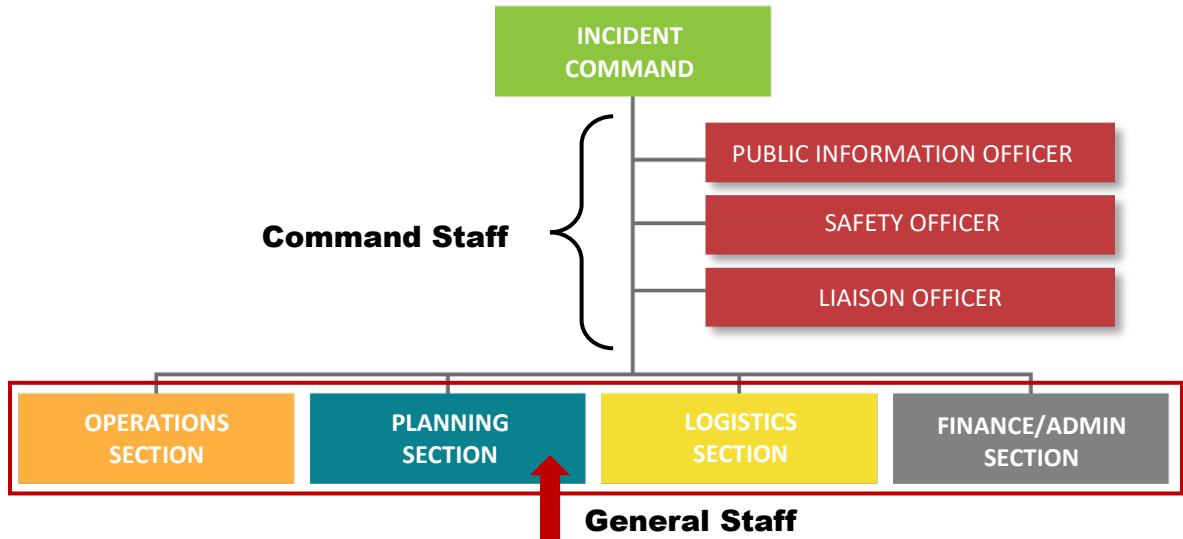 INCIDENT
COMMAND
PUBLIC INFORMATION OFFICER
Command Staff
SAFETY OFFICER
LIAISON OFFICER
OPERATIONS
SECTION
PLANNING
SECTION
LOGISTICS
SECTION
FINANCE/ADMIN
SECTION
General Staff